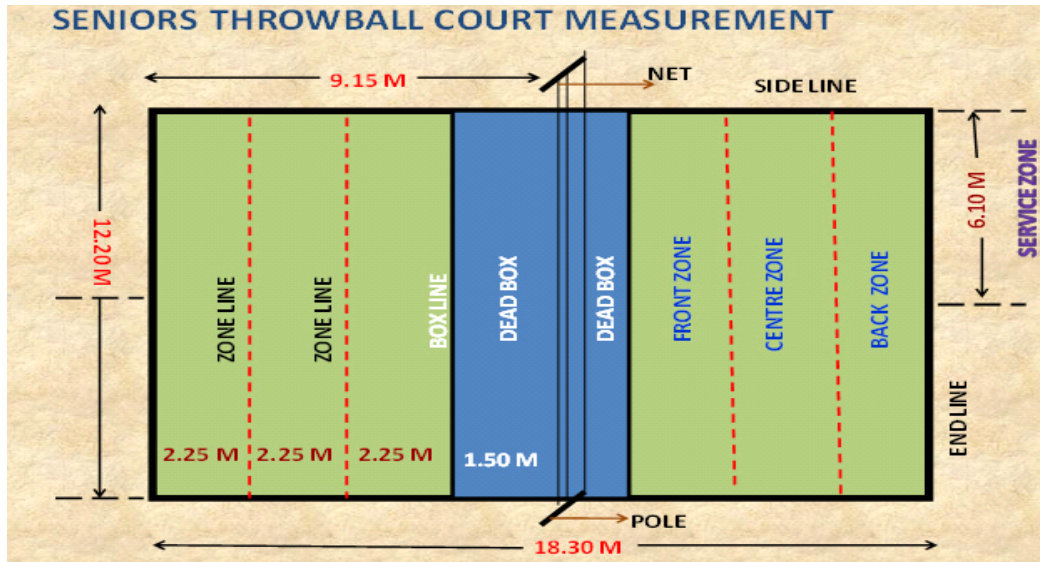 SENIORS THROWBALL COURT MEASUREMENT
9.15 M
NET
SIDE LINE
12.20 M
6.10 M
SERVICE ZONE
ZONE LINE
ZONE LINE
BOX LINE
DEAD BOX
DEAD BOX
FRONT ZONE
CENTRE ZONE
BACK ZONE
END LINE
2.25 M
2.25 M
2.25 M
1.50 M
POLE
18.30 M